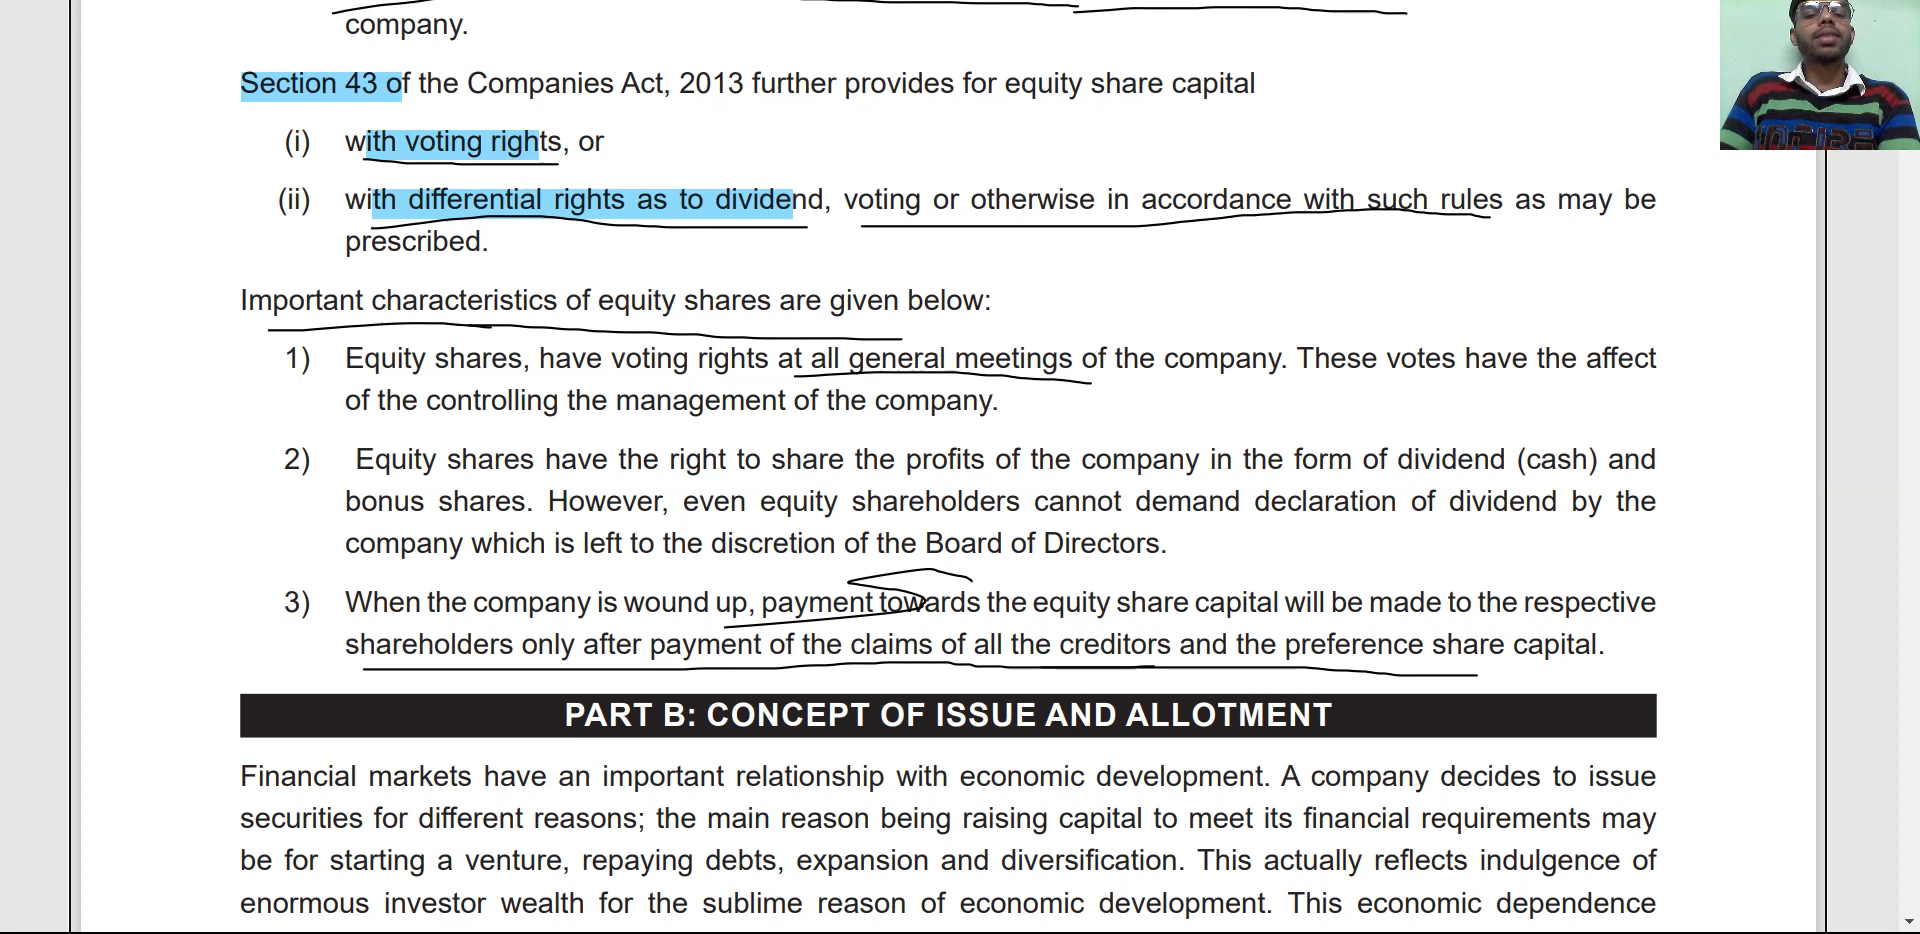 company.
Section 43 of the Companies Act, 2013 further provides for equity share capital
(i) with voting rights, or
(ii) with differential rights as to dividend, voting or otherwise in accordance with such rules as may be
prescribed.
Important characteristics of equity shares are given below:
1) Equity shares, have voting rights at all general meetings of the company. These votes have the affect
of the controlling the management of the company.
2) Equity shares have the right to share the profits of the company in the form of dividend (cash) and
bonus shares. However, even equity shareholders cannot demand declaration of dividend by the
company which is left to the discretion of the Board of Directors.
3) When the company is wound up, payment towards the equity share capital will be made to the respective
shareholders only after payment of the claims of all the creditors and the preference share capital.
PART B: CONCEPT OF ISSUE AND ALLOTMENT
Financial markets have an important relationship with economic development. A company decides to issue
securities for different reasons; the main reason being raising capital to meet its financial requirements may
be for starting a venture, repaying debts, expansion and diversification. This actually reflects indulgence of
enormous investor wealth for the sublime reason of economic development. This economic dependence